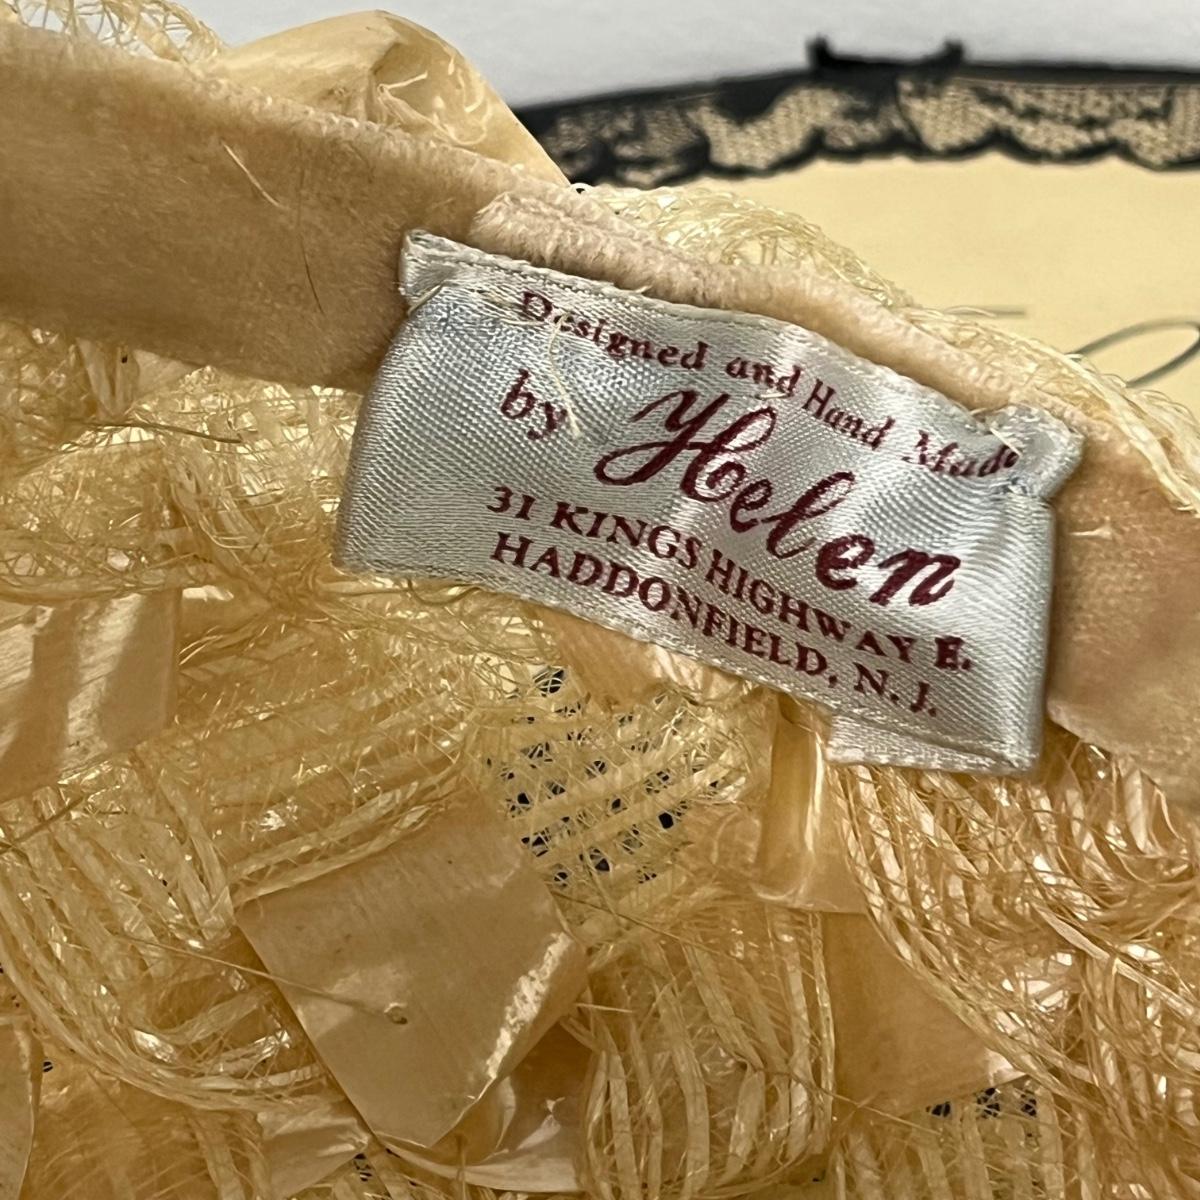 Designed and Hand Made
by Helen
31 KINGS HIGHWAY E.
HADDONFIELD, N. J.